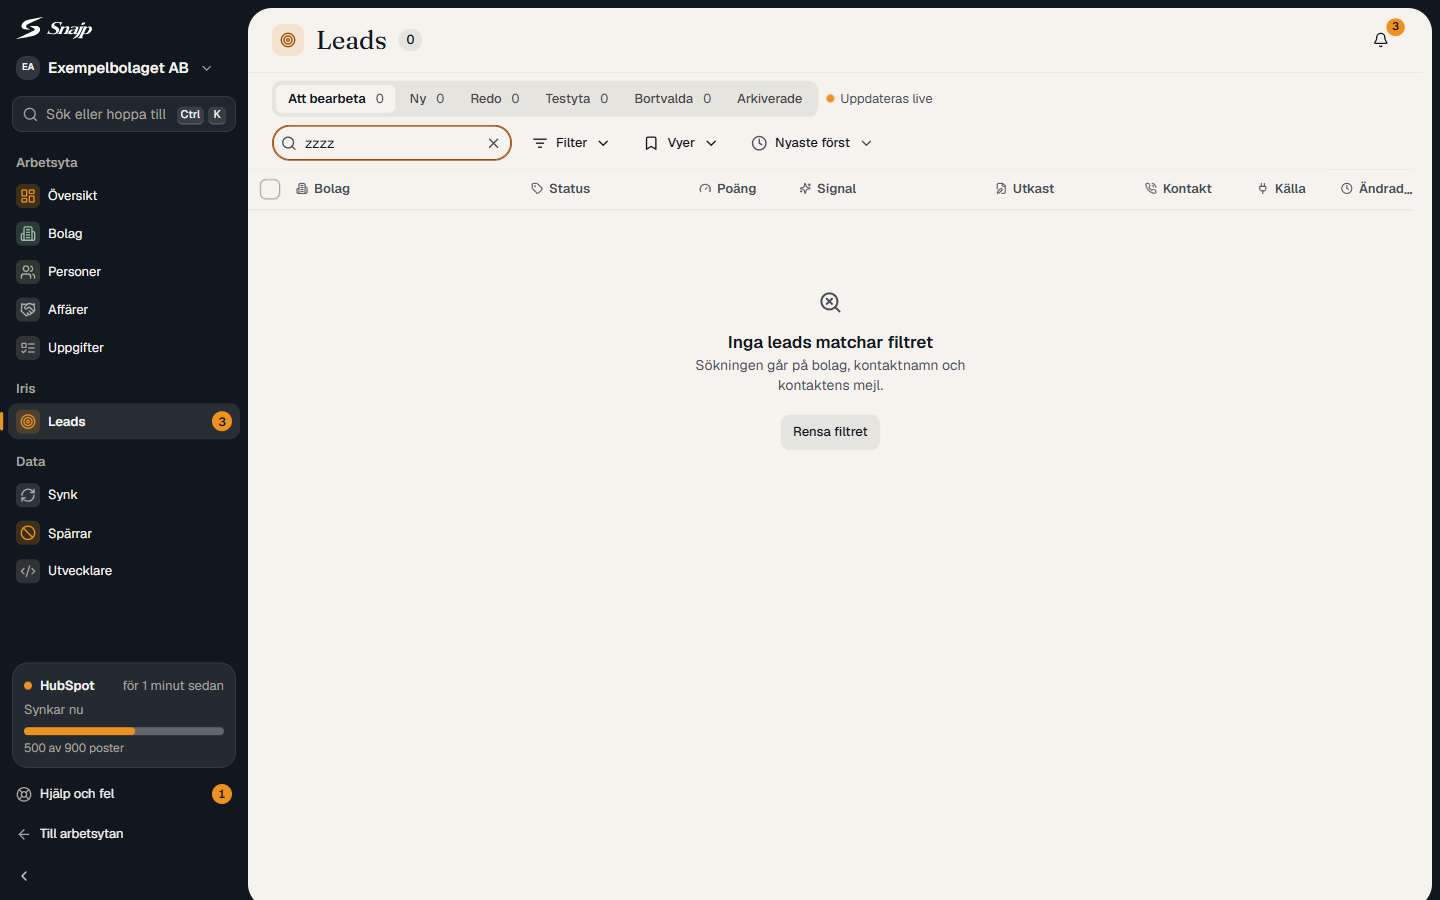 Snajp
EA Exempelbolaget AB
Sök eller hoppa till Ctrl K
Arbetsyta
Översikt
Bolag
Personer
Affärer
Uppgifter
Iris
Leads 3
Data
Synk
Spärrar
Utvecklare
HubSpot för 1 minut sedan
Synkar nu
500 av 900 poster
Hjälp och fel 1
Till arbetsytan
Leads 0
3
Att bearbeta 0 Ny 0 Redo 0 Testyta 0 Bortvalda 0 Arkiverade Uppdateras live
zzzz Filter Vyer Nyaste först
Bolag Status Poäng Signal Utkast Kontakt Källa Ändrad...
Inga leads matchar filtret
Sökningen går på bolag, kontaktnamn och
kontaktens mejl.
Rensa filtret